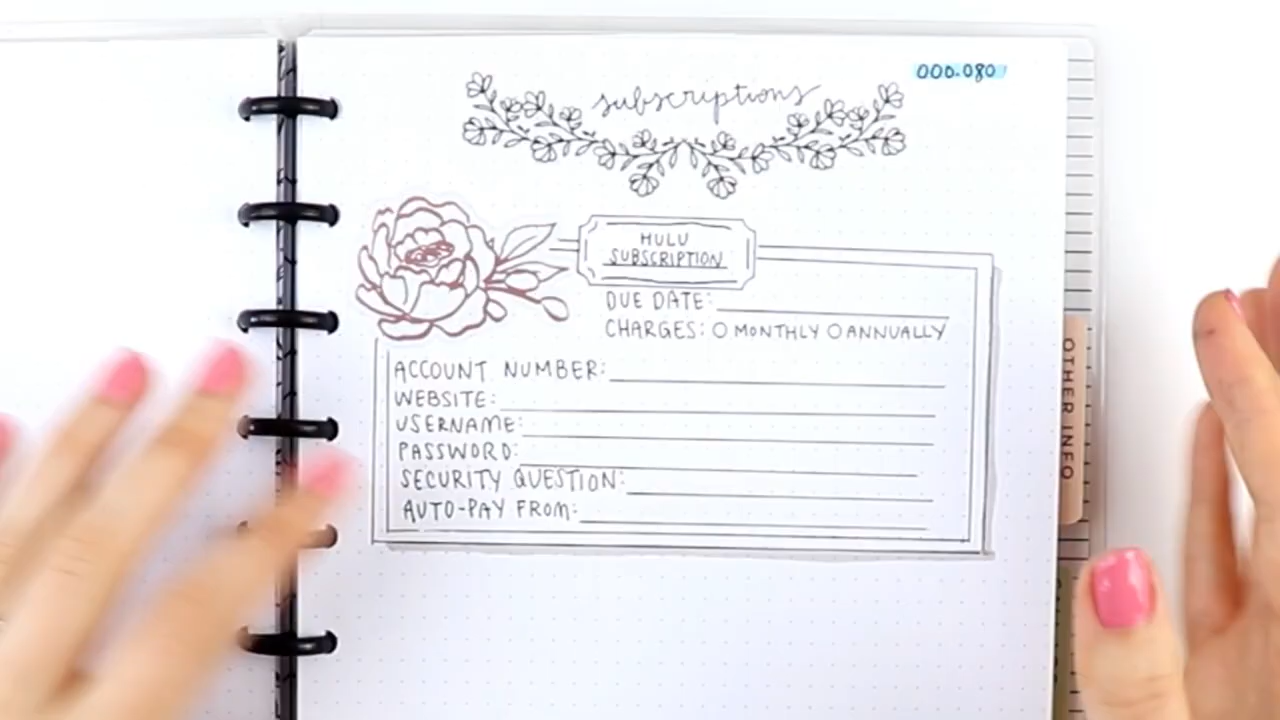 000.080
subscriptions
HULU
SUBSCRIPTION
DUE DATE:
CHARGES: O MONTHLY O ANNUALLY
ACCOUNT NUMBER:
WEBSITE:
USERNAME:
PASSWORD:
SECURITY QUESTION:
AUTO-PAY FROM:
OTHER INFO